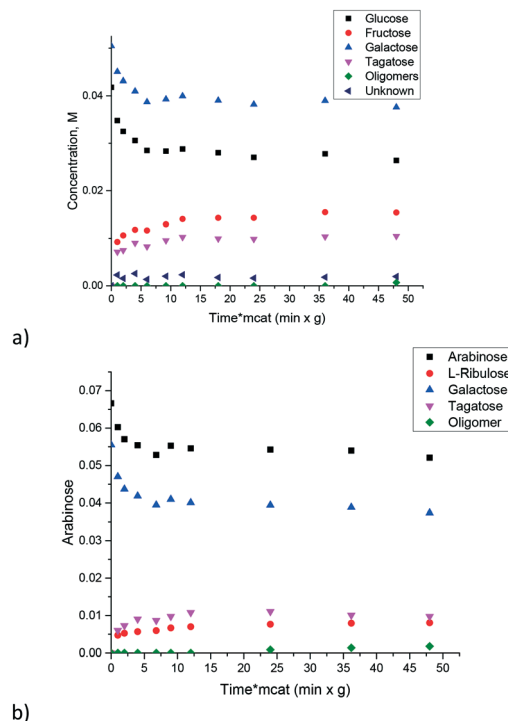 Glucose
Fructose
Galactose
Tagatose
Oligomers
Unknown
Concentration, M
0.04
0.02
0.00
0 5 10 15 20 25 30 35 40 45 50
Time*mcat (min x g)
a)
Arabinose
L-Ribulose
Galactose
Tagatose
Oligomer
Arabinose
0.07
0.06
0.05
0.04
0.03
0.02
0.01
0.00
0 5 10 15 20 25 30 35 40 45 50
Time*mcat (min x g)
b)